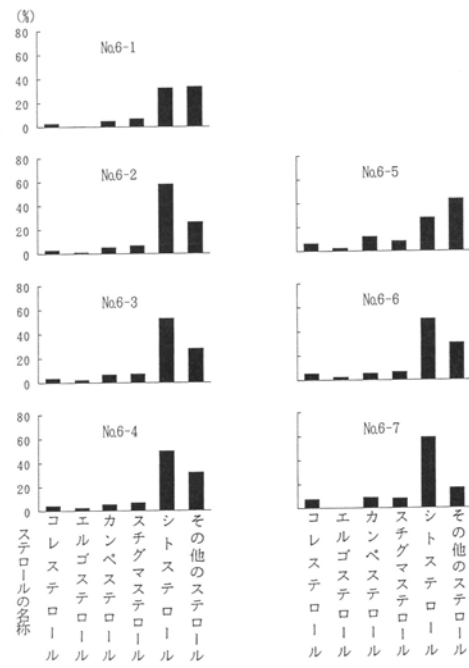 (%)
No.6-1
80
60
40
20
0
No.6-2
80
60
40
20
0
No.6-5
No.6-3
80
60
40
20
0
No.6-6
No.6-4
80
60
40
20
0
No.6-7
ステロールの名称
コレステロール
エルゴステロール
カンペステロール
スチグマステロール
シトステロール
その他のステロール
コレステロール
エルゴステロール
カンペステロール
スチグマステロール
シトステロール
その他のステロール